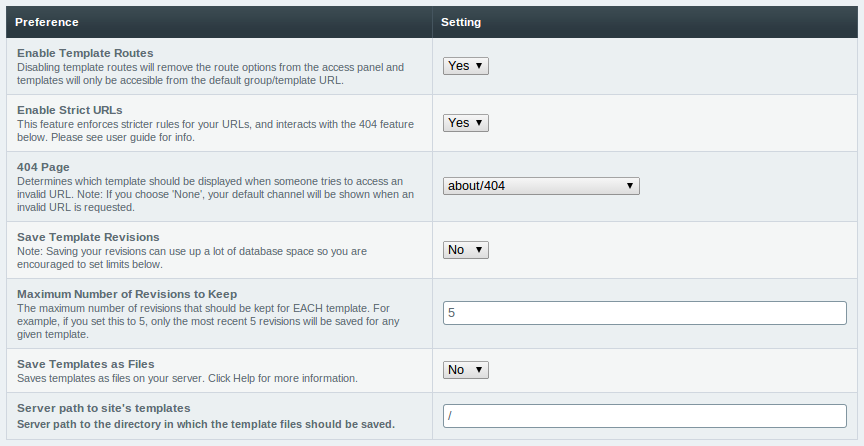 Preference Setting
Enable Template Routes
Disabling template routes will remove the route options from the access panel and
templates will only be accesible from the default group/template URL.
Yes
Enable Strict URLs
This feature enforces stricter rules for your URLs, and interacts with the 404 feature
below. Please see user guide for info.
Yes
404 Page
Determines which template should be displayed when someone tries to access an
invalid URL. Note: If you choose 'None', your default channel will be shown when an
invalid URL is requested.
about/404
Save Template Revisions
Note: Saving your revisions can use up a lot of database space so you are
encouraged to set limits below.
No
Maximum Number of Revisions to Keep
The maximum number of revisions that should be kept for EACH template. For
example, if you set this to 5, only the most recent 5 revisions will be saved for any
given template.
5
Save Templates as Files
Saves templates as files on your server. Click Help for more information.
No
Server path to site's templates
Server path to the directory in which the template files should be saved.
/